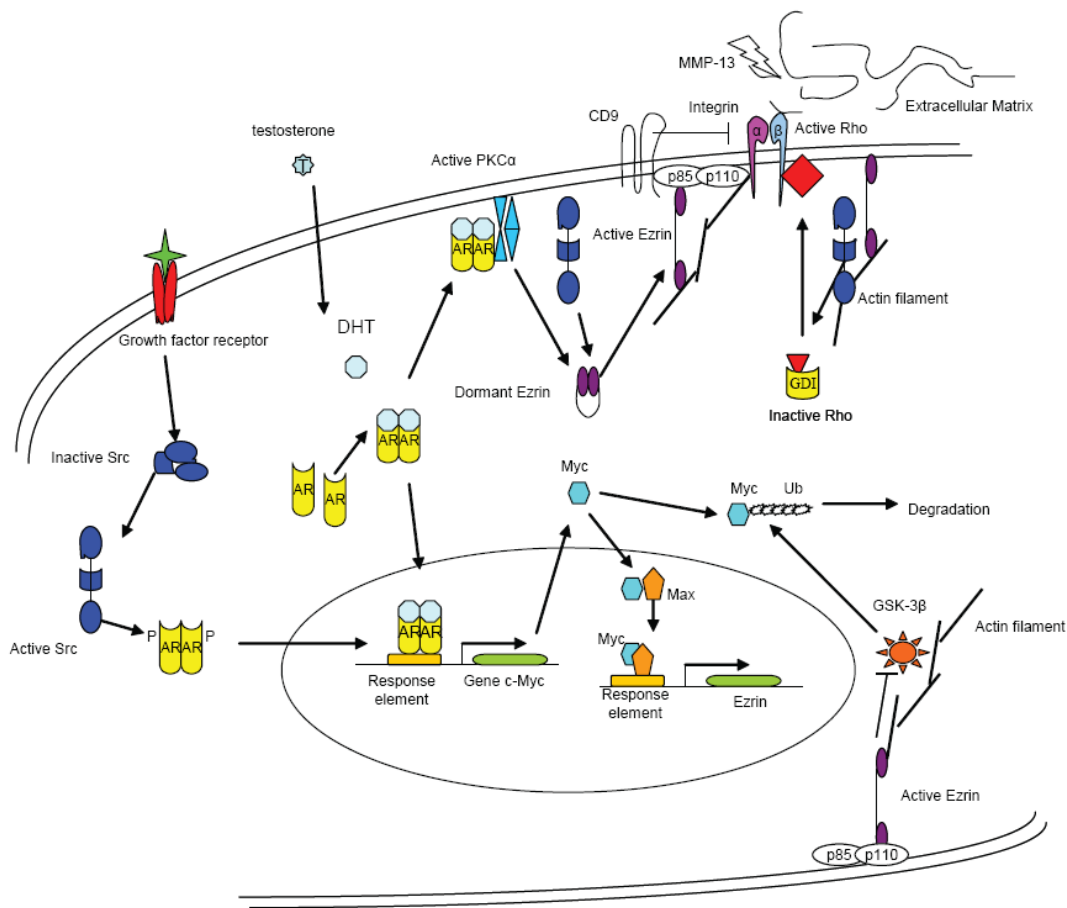 MMP-13
Extracellular Matrix
Integrin
CD9
α
β
Active Rho
testosterone
T
Active PKCα
p85
p110
AR
AR
Active Ezrin
Actin filament
Growth factor receptor
DHT
Dormant Ezrin
GDI
Inactive Rho
AR
AR
Inactive Src
AR
AR
Myc
Myc
Ub
Degradation
Max
GSK-3β
Actin filament
P
P
AR
AR
Active Src
AR
AR
Myc
Response
element
Gene c-Myc
Response
element
Ezrin
Active Ezrin
p85
p110